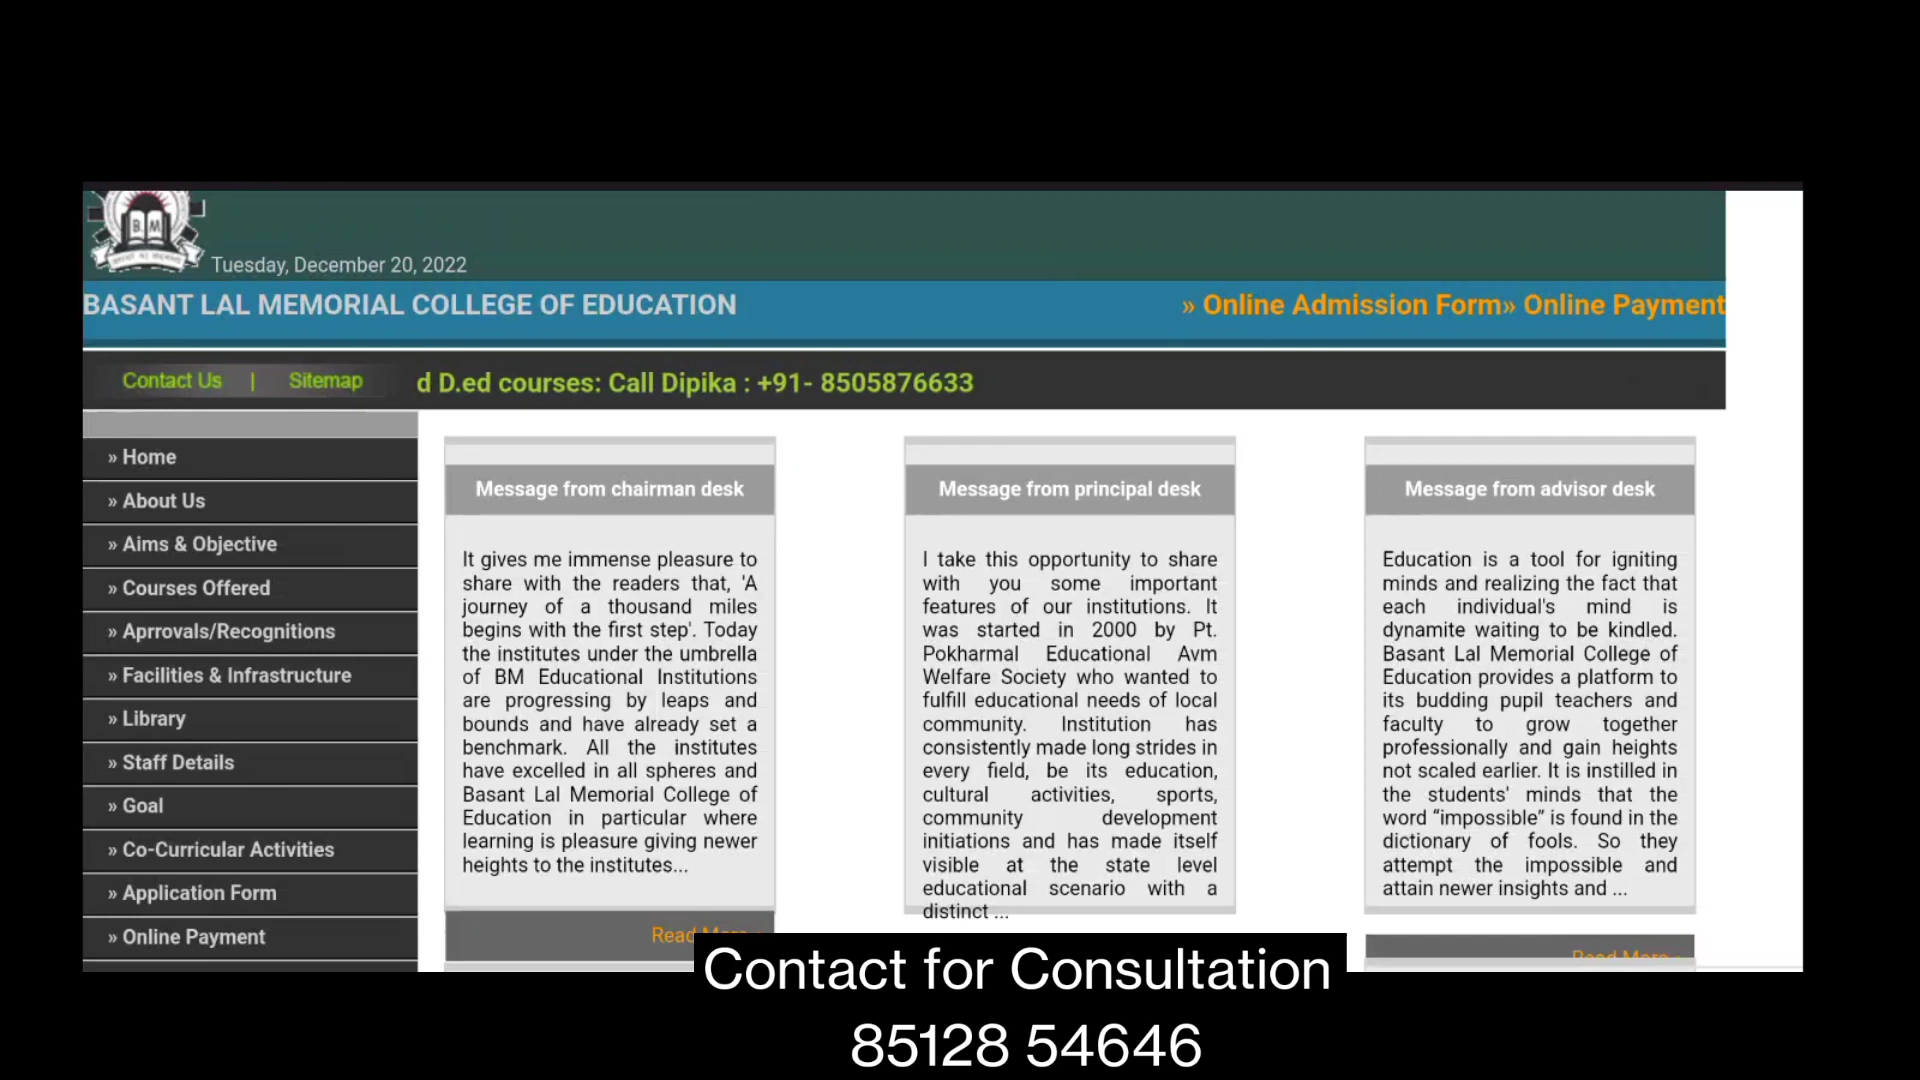 B M
Tuesday, December 20, 2022
BASANT LAL MEMORIAL COLLEGE OF EDUCATION
» Online Admission Form» Online Payment
Contact Us | Sitemap
d D.ed courses: Call Dipika : +91- 8505876633
» Home
» About Us
» Aims & Objective
» Courses Offered
» Aprrovals/Recognitions
» Facilities & Infrastructure
» Library
» Staff Details
» Goal
» Co-Curricular Activities
» Application Form
» Online Payment
Message from chairman desk
It gives me immense pleasure to
share with the readers that, 'A
journey of a thousand miles
begins with the first step'. Today
the institutes under the umbrella
of BM Educational Institutions
are progressing by leaps and
bounds and have already set a
benchmark. All the institutes
have excelled in all spheres and
Basant Lal Memorial College of
Education in particular where
learning is pleasure giving newer
heights to the institutes...
Read More »
Message from principal desk
I take this opportunity to share
with you some important
features of our institutions. It
was started in 2000 by Pt.
Pokharmal Educational Avm
Welfare Society who wanted to
fulfill educational needs of local
community. Institution has
consistently made long strides in
every field, be its education,
cultural activities, sports,
community development
initiations and has made itself
visible at the state level
educational scenario with a
distinct ...
Message from advisor desk
Education is a tool for igniting
minds and realizing the fact that
each individual's mind is
dynamite waiting to be kindled.
Basant Lal Memorial College of
Education provides a platform to
its budding pupil teachers and
faculty to grow together
professionally and gain heights
not scaled earlier. It is instilled in
the students' minds that the
word “impossible” is found in the
dictionary of fools. So they
attempt the impossible and
attain newer insights and ...
Read More »
Contact for Consultation
85128 54646